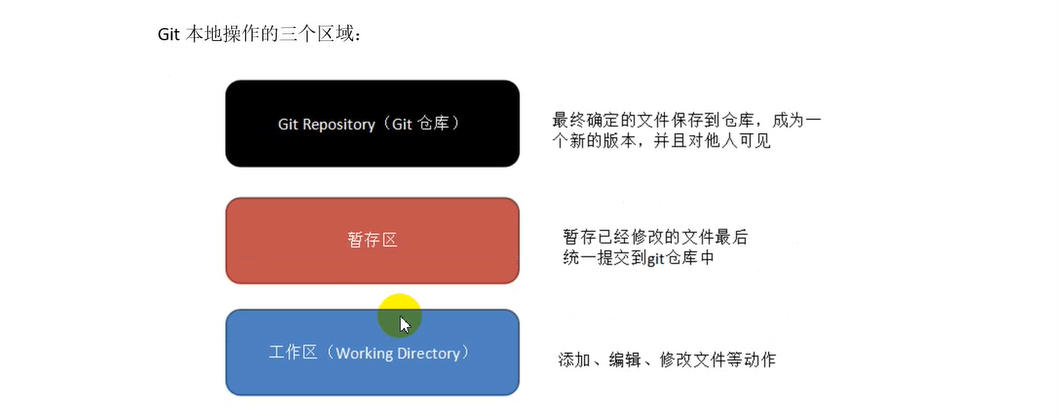 Git 本地操作的三个区域：
Git Repository（Git 仓库）
最终确定的文件保存到仓库，成为一
个新的版本，并且对他人可见
暂存区
暂存已经修改的文件最后
统一提交到git仓库中
工作区（Working Directory）
添加、编辑、修改文件等动作